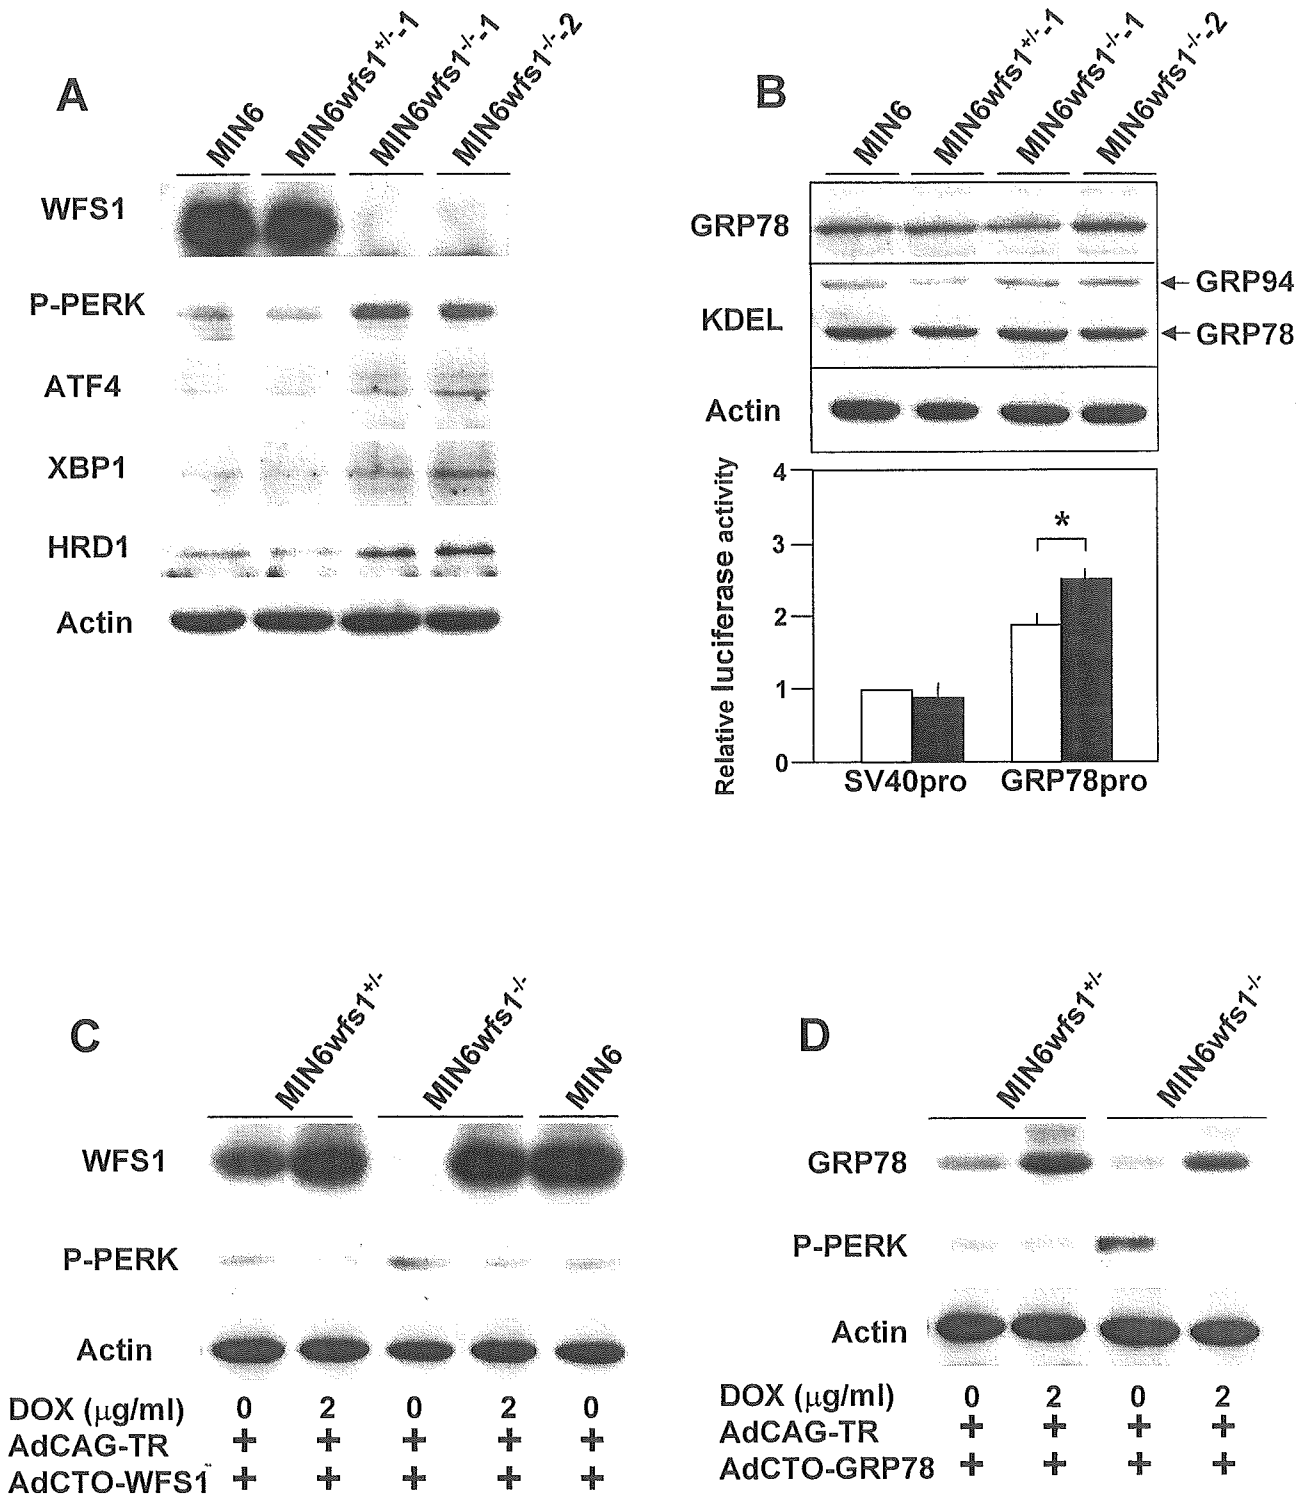 A
MIN6
MIN6wfs1+/--1
MIN6wfs1-/--1
MIN6wfs1-/--2
WFS1
P-PERK
ATF4
XBP1
HRD1
Actin
B
MIN6
MIN6wfs1+/--1
MIN6wfs1-/--1
MIN6wfs1-/--2
GRP78
KDEL
GRP94
GRP78
Actin
Relative luciferase activity
4
3
2
1
0
*
SV40pro GRP78pro
C
MIN6wfs1+/-
MIN6wfs1-/-
MIN6
WFS1
P-PERK
Actin
DOX (μg/ml) 0 2 0 2 0
AdCAG-TR + + + + +
AdCTO-WFS1 + + + + +
D
MIN6wfs1+/-
MIN6wfs1-/-
GRP78
P-PERK
Actin
DOX (μg/ml) 0 2 0 2
AdCAG-TR + + + +
AdCTO-GRP78 + + + +